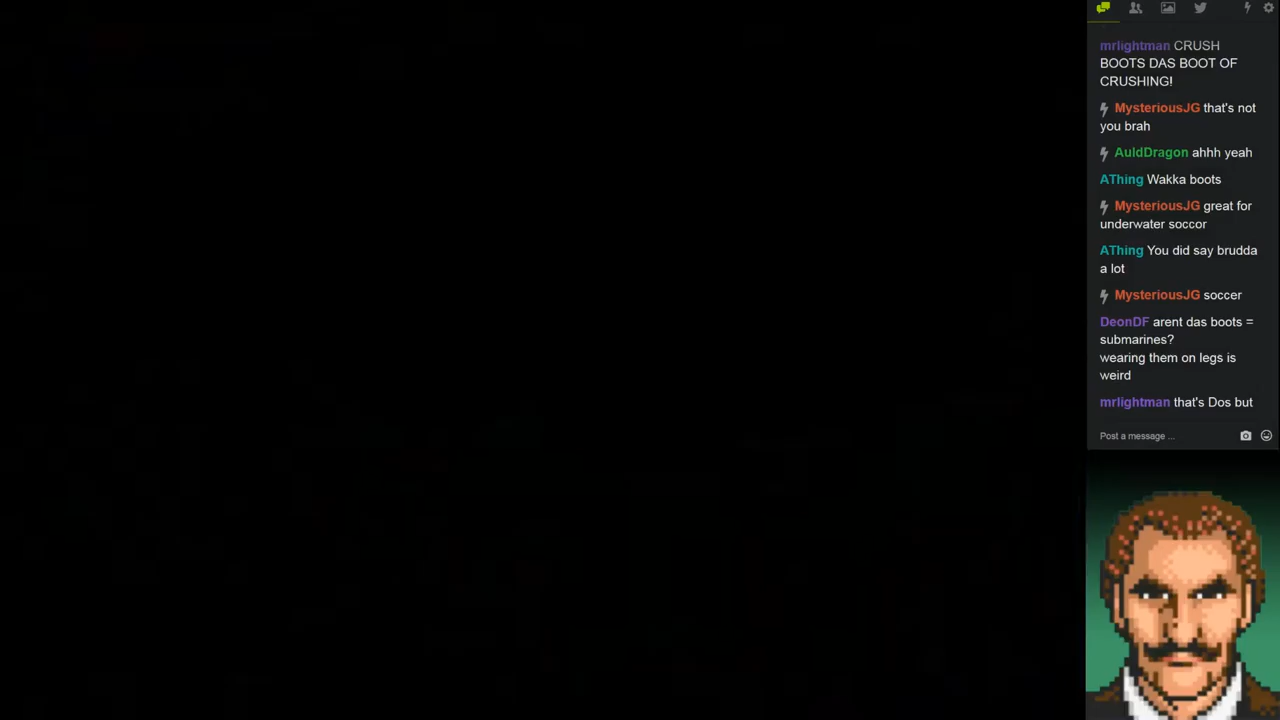 mrlightman CRUSH
BOOTS DAS BOOT OF
CRUSHING!
MysteriousJG that's not
you brah
AuldDragon ahhh yeah
AThing Wakka boots
MysteriousJG great for
underwater soccor
AThing You did say brudda
a lot
MysteriousJG soccer
DeonDF arent das boots =
submarines?
wearing them on legs is
weird
mrlightman that's Dos but
Post a message ...